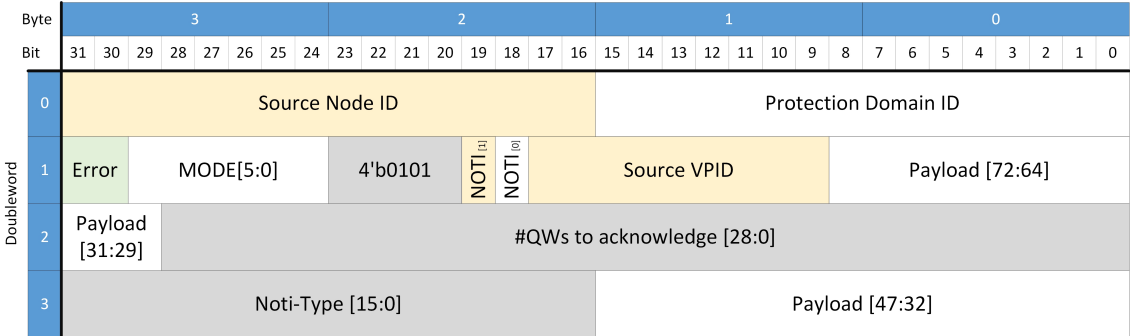 Byte 3 2 1 0
Bit 31 30 29 28 27 26 25 24 23 22 21 20 19 18 17 16 15 14 13 12 11 10 9 8 7 6 5 4 3 2 1 0
Doubleword
0 Source Node ID Protection Domain ID
1 Error MODE[5:0] 4'b0101 NOTI [1] NOTI [0] Source VPID Payload [72:64]
2 Payload [31:29] #QWs to acknowledge [28:0]
3 Noti-Type [15:0] Payload [47:32]